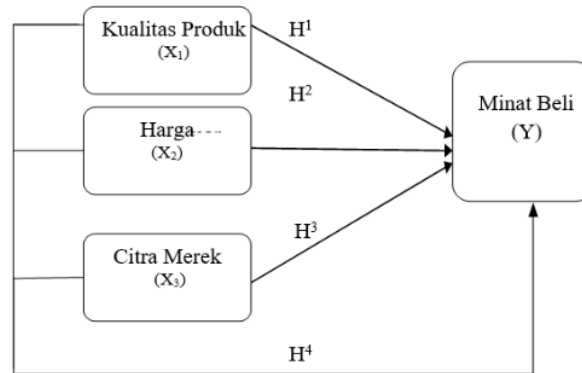 Kualitas Produk
(X₁)
H¹
H²
Minat Beli
(Y)
Harga
(X₂)
Citra Merek
(X₃)
H³
H⁴